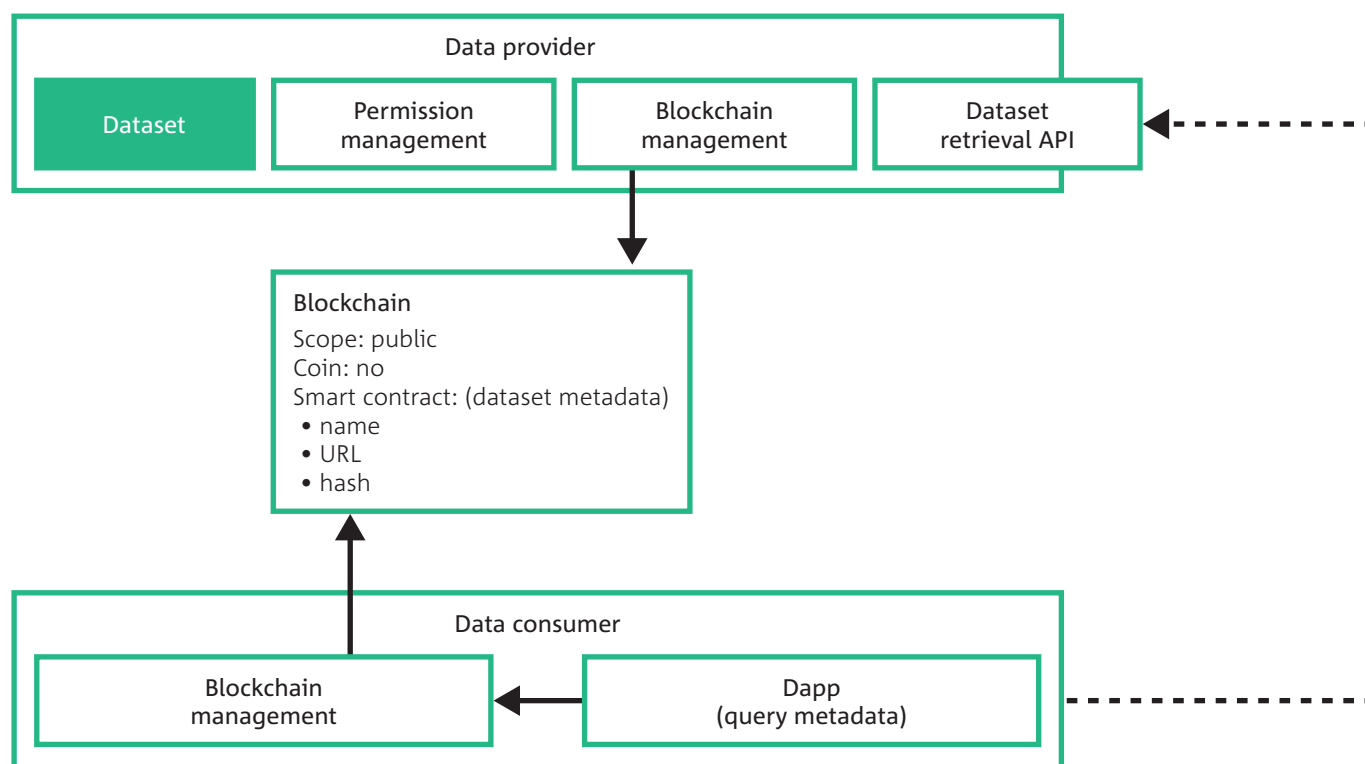 Data provider
Dataset
Permission
management
Blockchain
management
Dataset
retrieval API
Blockchain
Scope: public
Coin: no
Smart contract: (dataset metadata)
• name
• URL
• hash
Data consumer
Blockchain
management
Dapp
(query metadata)